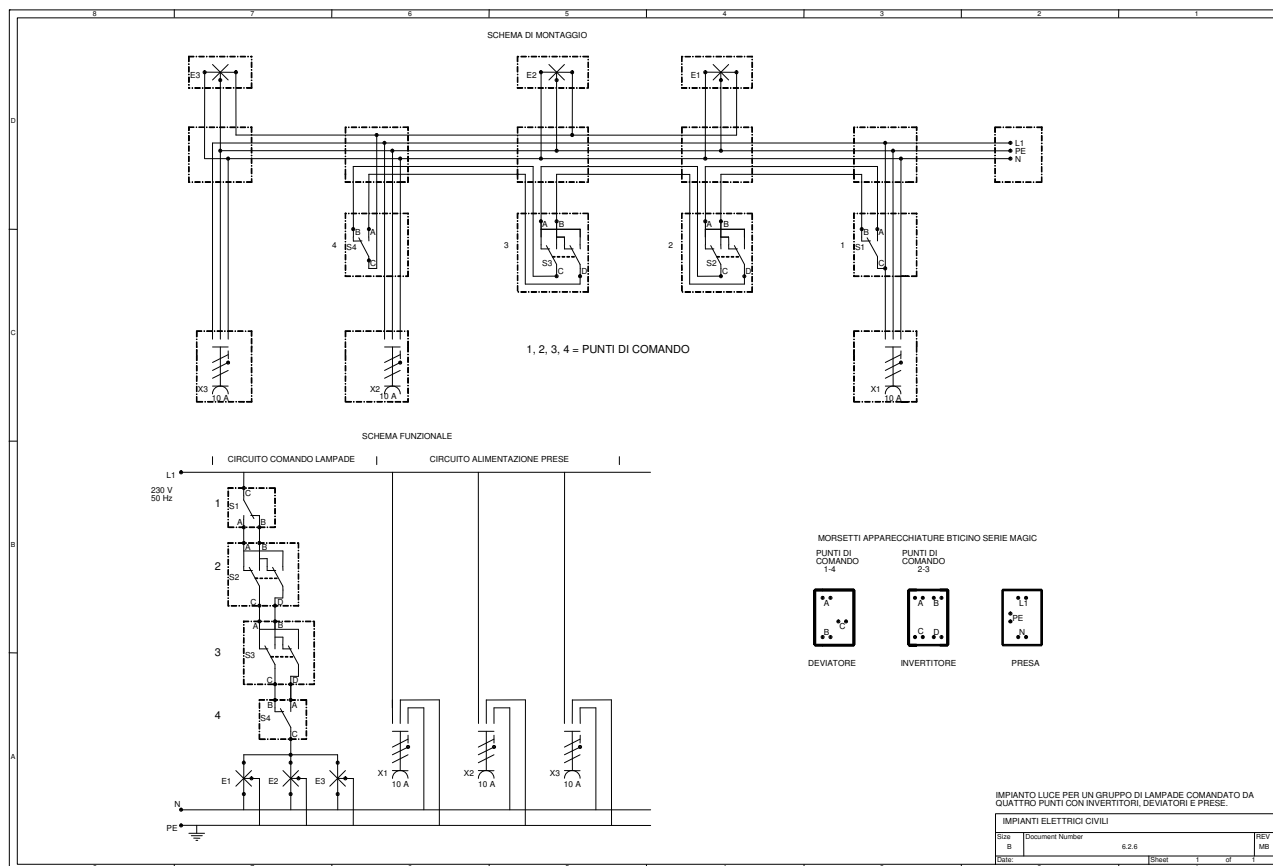 8 7 6 5 4 3 2 1
SCHEMA DI MONTAGGIO
E3 E2 E1
D
L1
PE
N
B A A B A B B A
4 S4 3 2 1 S1
C S3 C D S2 C D C
C
1, 2, 3, 4 = PUNTI DI COMANDO
X3 10 A X2 10 A X1 10 A
SCHEMA FUNZIONALE
CIRCUITO COMANDO LAMPADE CIRCUITO ALIMENTAZIONE PRESE
L1
230 V
50 Hz
C
1 S1
A B
A B
2
S2
C D
A B
3 S3
C D
B A
4 S4
C
E1 E2 E3
X1 10 A X2 10 A X3 10 A
N
PE
B
MORSETTI APPARECCHIATURE BTICINO SERIE MAGIC
PUNTI DI COMANDO 1-4
PUNTI DI COMANDO 2-3
A B C
A B C D
L1 PE N
DEVIATORE INVERTITORE PRESA
A
IMPIANTO LUCE PER UN GRUPPO DI LAMPADE COMANDATO DA
QUATTRO PUNTI CON INVERTITORI, DEVIATORI E PRESE.
IMPIANTI ELETTRICI CIVILI
Size Document Number REV
B 6.2.6 MB
Date: Sheet 1 of 1